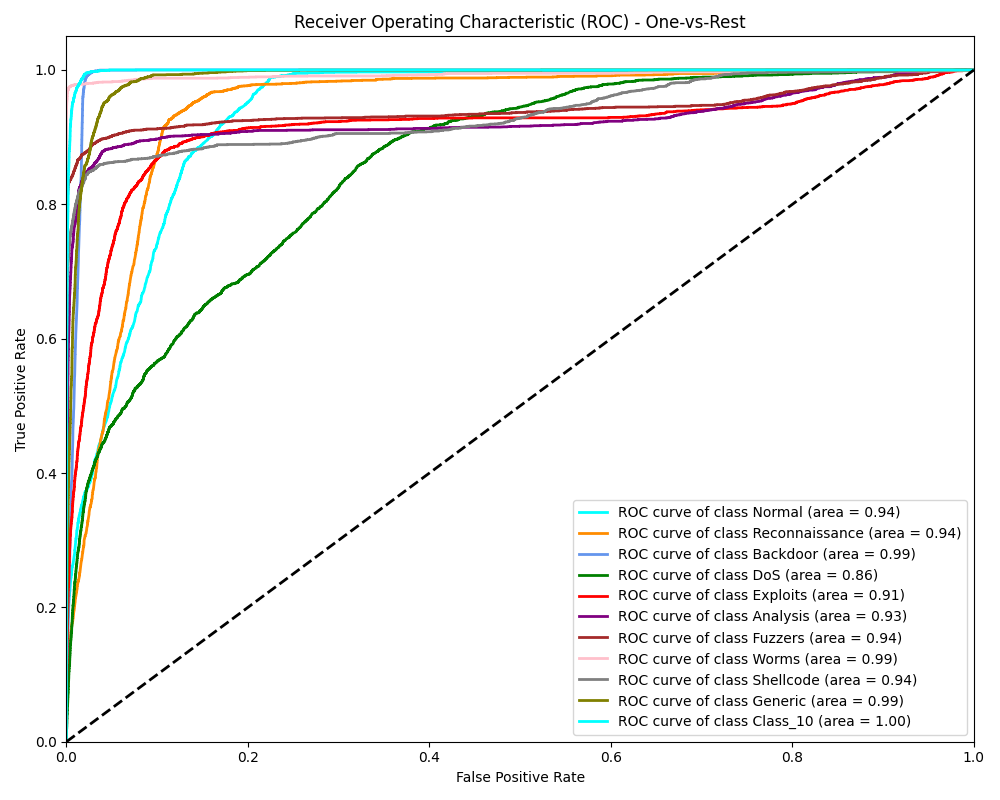 Receiver Operating Characteristic (ROC) - One-vs-Rest
True Positive Rate
1.0
0.8
0.6
0.4
0.2
0.0
ROC curve of class Normal (area = 0.94)
ROC curve of class Reconnaissance (area = 0.94)
ROC curve of class Backdoor (area = 0.99)
ROC curve of class DoS (area = 0.86)
ROC curve of class Exploits (area = 0.91)
ROC curve of class Analysis (area = 0.93)
ROC curve of class Fuzzers (area = 0.94)
ROC curve of class Worms (area = 0.99)
ROC curve of class Shellcode (area = 0.94)
ROC curve of class Generic (area = 0.99)
ROC curve of class Class_10 (area = 1.00)
0.0 0.2 0.4 0.6 0.8 1.0
False Positive Rate